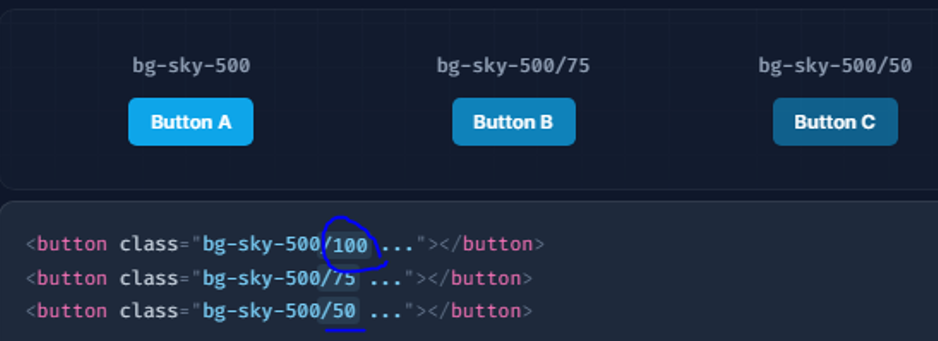 bg-sky-500 bg-sky-500/75 bg-sky-500/50
Button A Button B Button C
<button class="bg-sky-500/100 ..."></button>
<button class="bg-sky-500/75 ..."></button>
<button class="bg-sky-500/50 ..."></button>